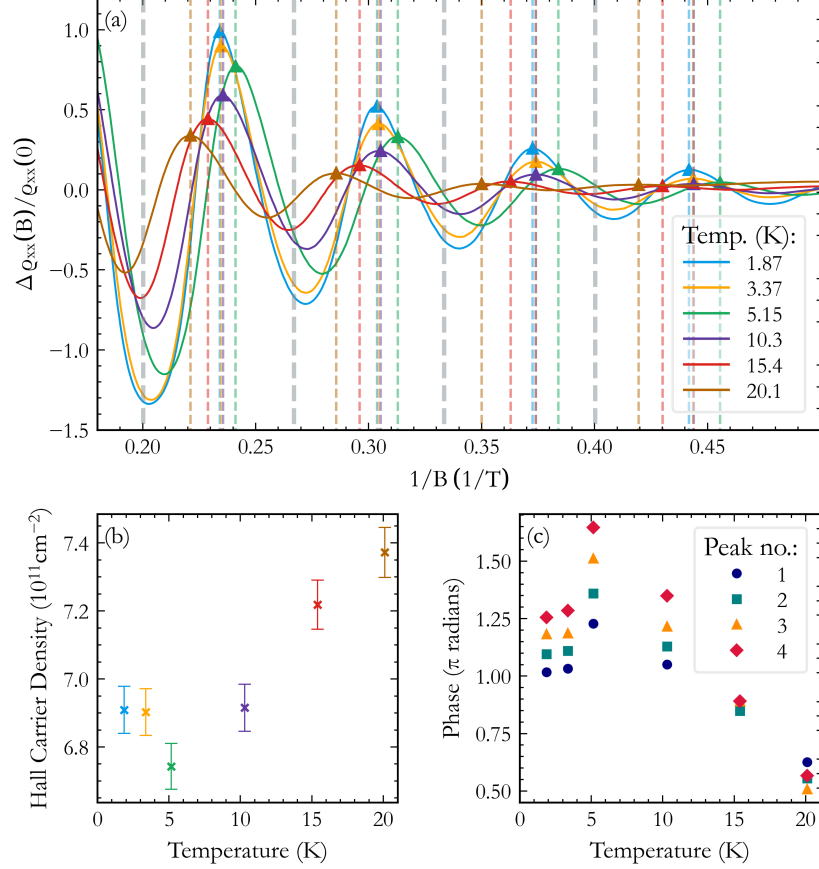 (a)
Δϱxx(B)/ϱxx(0)
1.0
0.5
0.0
−0.5
−1.0
−1.5
Temp. (K):
1.87
3.37
5.15
10.3
15.4
20.1
0.20 0.25 0.30 0.35 0.40 0.45
1/B (1/T)
(b)
Hall Carrier Density (10¹¹cm⁻²)
7.4
7.2
7.0
6.8
0 5 10 15 20
Temperature (K)
(c)
Phase (π radians)
1.50
1.25
1.00
0.75
0.50
Peak no.:
1
2
3
4
0 5 10 15 20
Temperature (K)